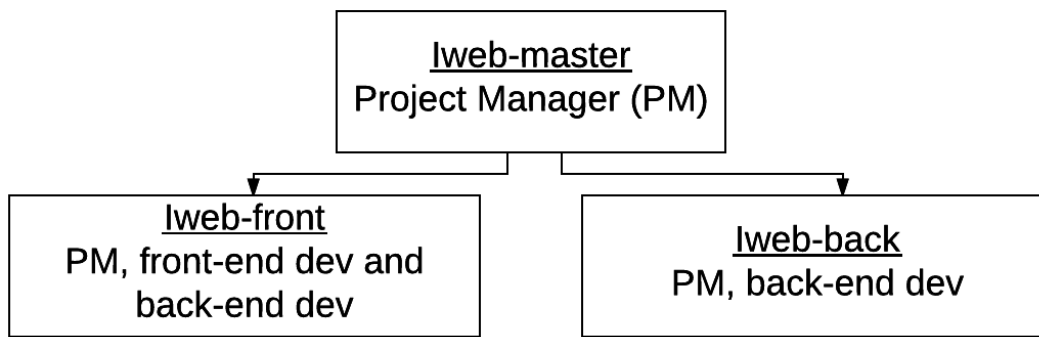 Iweb-master
Project Manager (PM)
Iweb-front
PM, front-end dev and
back-end dev
Iweb-back
PM, back-end dev